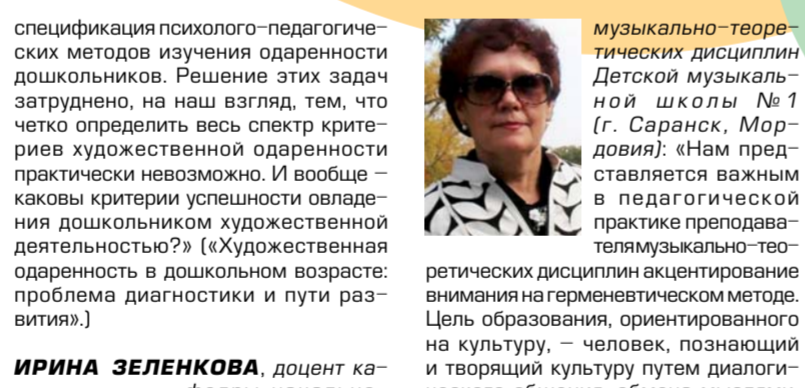 спецификация психолого-педагогиче-
ских методов изучения одаренности
дошкольников. Решение этих задач
затруднено, на наш взгляд, тем, что
четко определить весь спектр крите-
риев художественной одаренности
практически невозможно. И вообще –
каковы критерии успешности овладе-
ния дошкольником художественной
деятельностью?» («Художественная
одаренность в дошкольном возрасте:
проблема диагностики и пути раз-
вития».)
ИРИНА ЗЕЛЕНКОВА, доцент ка-
музыкально-теоре-
тических дисциплин
Детской музыкаль-
ной школы №1
(г. Саранск, Мор-
довия): «Нам пред-
ставляется важным
в педагогической
практике преподава-
телямузыкально-тео-
ретических дисциплин акцентирование
внимания на герменевтическом методе.
Цель образования, ориентированного
на культуру, – человек, познающий
и творящий культуру путем диалоги-